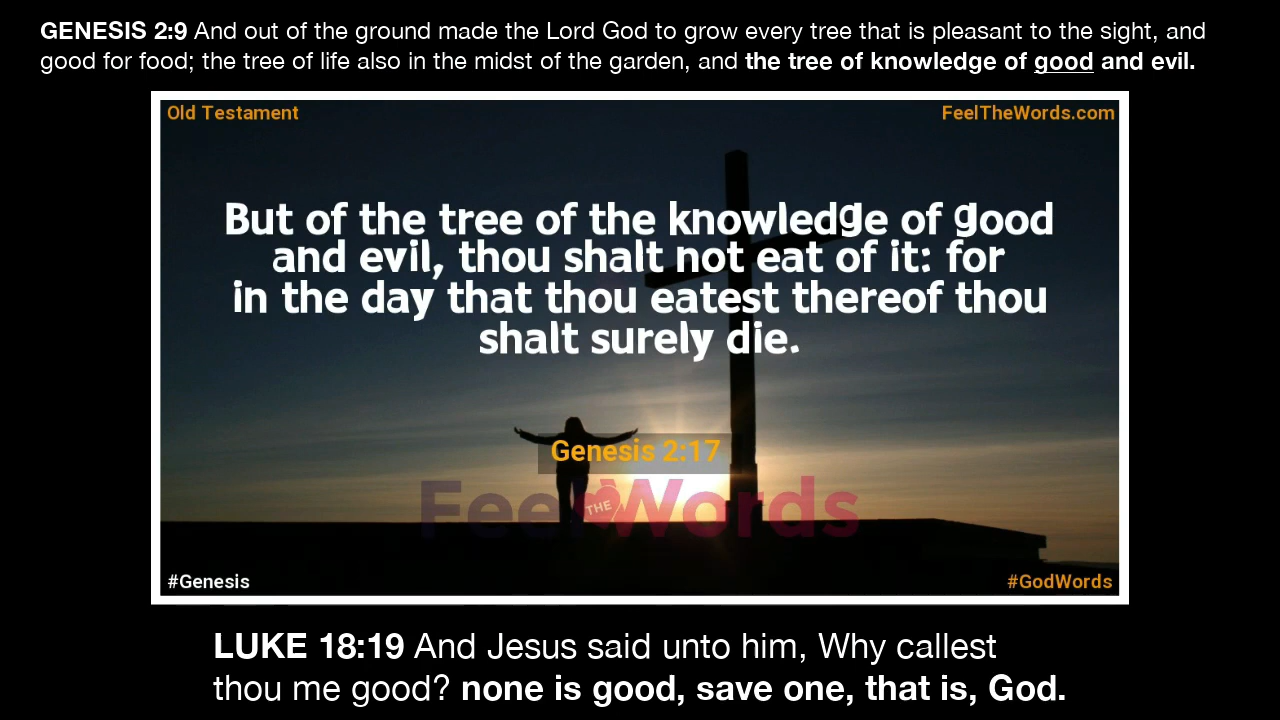 GENESIS 2:9 And out of the ground made the Lord God to grow every tree that is pleasant to the sight, and
good for food; the tree of life also in the midst of the garden, and the tree of knowledge of good and evil.
Old Testament
FeelTheWords.com
But of the tree of the knowledge of good
and evil, thou shalt not eat of it: for
in the day that thou eatest thereof thou
shalt surely die.
Genesis 2:17
Feel THE Words
#Genesis
#GodWords
LUKE 18:19 And Jesus said unto him, Why callest
thou me good? none is good, save one, that is, God.